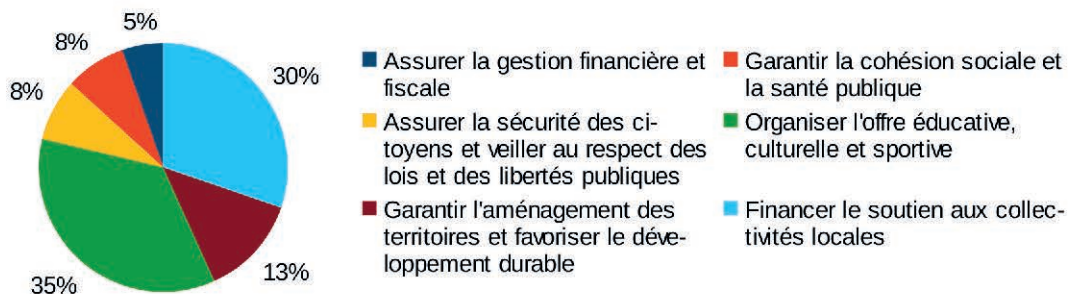 5%
8%
30%
8%
35%
13%
Assurer la gestion financière et
fiscale
Garantir la cohésion sociale et
la santé publique
Assurer la sécurité des ci-
toyens et veiller au respect des
lois et des libertés publiques
Organiser l'offre éducative,
culturelle et sportive
Garantir l'aménagement des
territoires et favoriser le déve-
loppement durable
Financer le soutien aux collec-
tivités locales